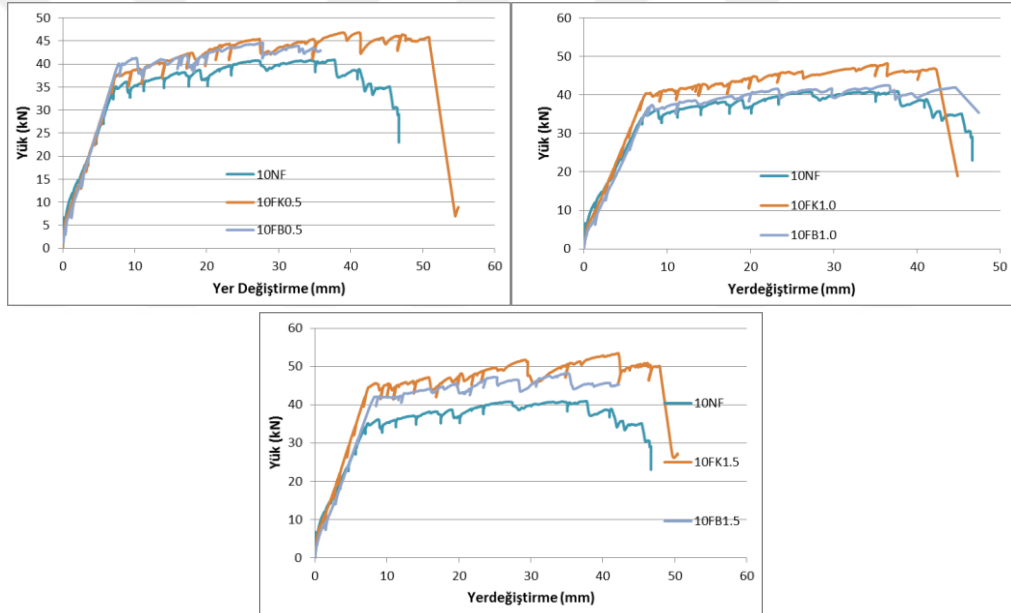 50
45
40
35
30
25
20
15
10
5
0
Yük (kN)
10NF
10FK0.5
10FB0.5
0 10 20 30 40 50 60
Yer Değiştirme (mm)
60
50
40
30
20
10
0
Yük (kN)
10NF
10FK1.0
10FB1.0
0 10 20 30 40 50
Yerdeğiştirme (mm)
60
50
40
30
20
10
0
Yük (kN)
10NF
10FK1.5
10FB1.5
0 10 20 30 40 50 60
Yerdeğiştirme (mm)